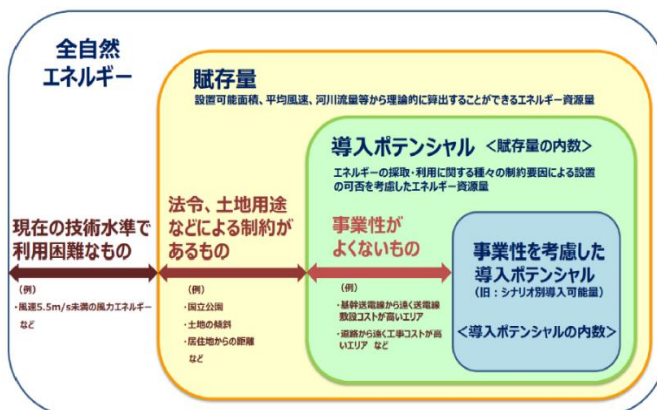 全自然
エネルギー
賦存量
設置可能面積、平均風速、河川流量等から理論的に算出することができるエネルギー資源量
導入ポテンシャル <賦存量の内数>
エネルギーの採取・利用に関する種々の制約要因による設置
の可否を考慮したエネルギー資源量
現在の技術水準で
利用困難なもの
(例)
・風速5.5m/s未満の風力エネルギー
など
法令、土地用途
などによる制約が
あるもの
(例)
・国立公園
・土地の傾斜
・居住地からの距離
など
事業性が
よくないもの
(例)
・基幹送電線から遠く送電線
敷設コストが高いエリア
・道路から遠く工事コストが高
いエリア など
事業性を考慮した
導入ポテンシャル
(旧:シナリオ別導入可能量)
<導入ポテンシャルの内数>